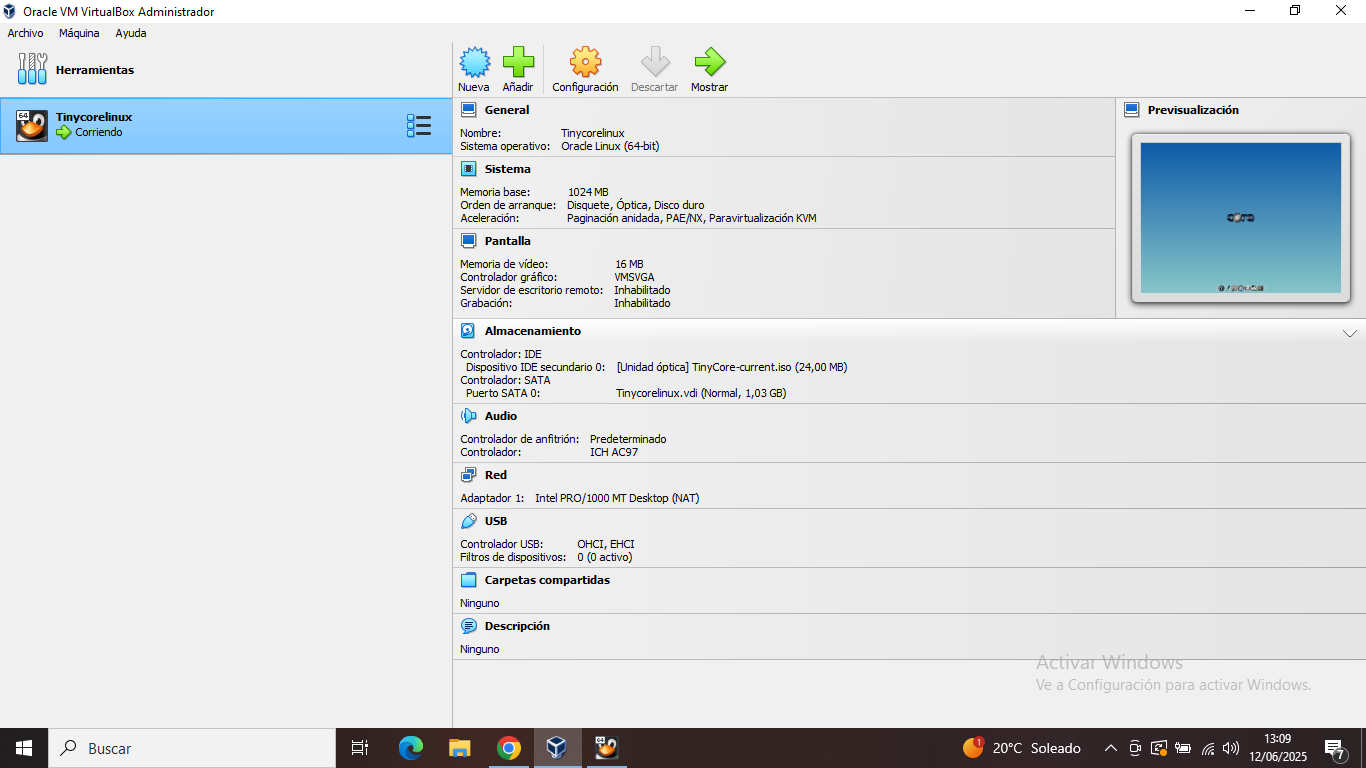 Oracle VM VirtualBox Administrador
Archivo Máquina Ayuda
Herramientas
Nueva Añadir Configuración Descartar Mostrar
64
Tinycorelinux
Corriendo
General
Nombre: Tinycorelinux
Sistema operativo: Oracle Linux (64-bit)
Sistema
Memoria base: 1024 MB
Orden de arranque: Disquete, Óptica, Disco duro
Aceleración: Paginación anidada, PAE/NX, Paravirtualización KVM
Pantalla
Memoria de vídeo: 16 MB
Controlador gráfico: VMSVGA
Servidor de escritorio remoto: Inhabilitado
Grabación: Inhabilitado
Previsualización
core
Almacenamiento
Controlador: IDE
Dispositivo IDE secundario 0: [Unidad óptica] TinyCore-current.iso (24,00 MB)
Controlador: SATA
Puerto SATA 0: Tinycorelinux.vdi (Normal, 1,03 GB)
Audio
Controlador de anfitrión: Predeterminado
Controlador: ICH AC97
Red
Adaptador 1: Intel PRO/1000 MT Desktop (NAT)
USB
Controlador USB: OHCI, EHCI
Filtros de dispositivos: 0 (0 activo)
Carpetas compartidas
Ninguno
Descripción
Ninguno
Activar Windows
Ve a Configuración para activar Windows.
Buscar
64
1
20°C Soleado
13:09
12/06/2025
7